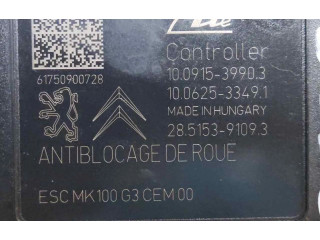 Ate
Controller
61750900728
10.0915-3990.3
10.0625-3349.1
MADE IN HUNGARY
28.5153-9109.3
ANTIBLOCAGE DE ROUE
ESC MK100 G3 CEM 00